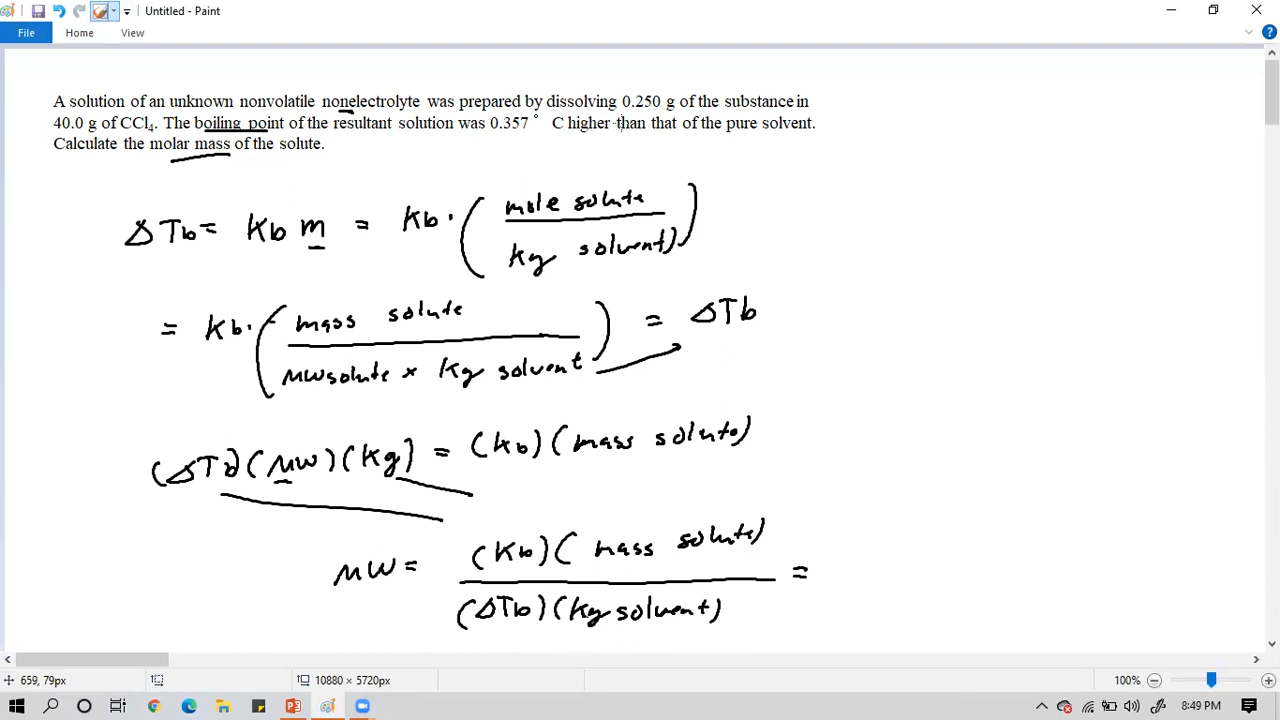 Untitled - Paint
File Home View
A solution of an unknown nonvolatile nonelectrolyte was prepared by dissolving 0.250 g of the substance in
40.0 g of CCl₄. The boiling point of the resultant solution was 0.357 ° C higher than that of the pure solvent.
Calculate the molar mass of the solute.
ΔTb = Kb m = Kb · (mole solute / kg solvent)
= Kb · (mass solute / MW solute × Kg solvent) = ΔTb
(ΔTb)(MW)(Kg) = (Kb)(mass solute)
MW = (Kb)(mass solute) / (ΔTb)(Kg solvent) =
659, 79px 10880 × 5720px 100%
8:49 PM